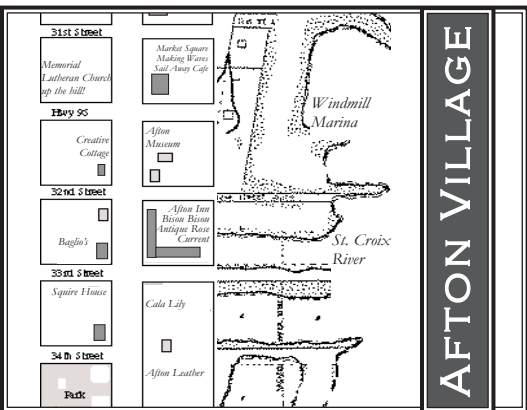 31st Street
Market Square
Making Waves
Sail Away Cafe
Memorial
Lutheran Church
up the hill!
Windmill
Marina
Hwy 95
Creative
Cottage
Afton
Museum
32nd Street
Afton Inn
Bisou Bisou
Antique Rose
Current
Baglio's
St. Croix
River
33rd Street
Squire House
Cala Lily
34th Street
Afton Leather
Park
AFTON VILLAGE